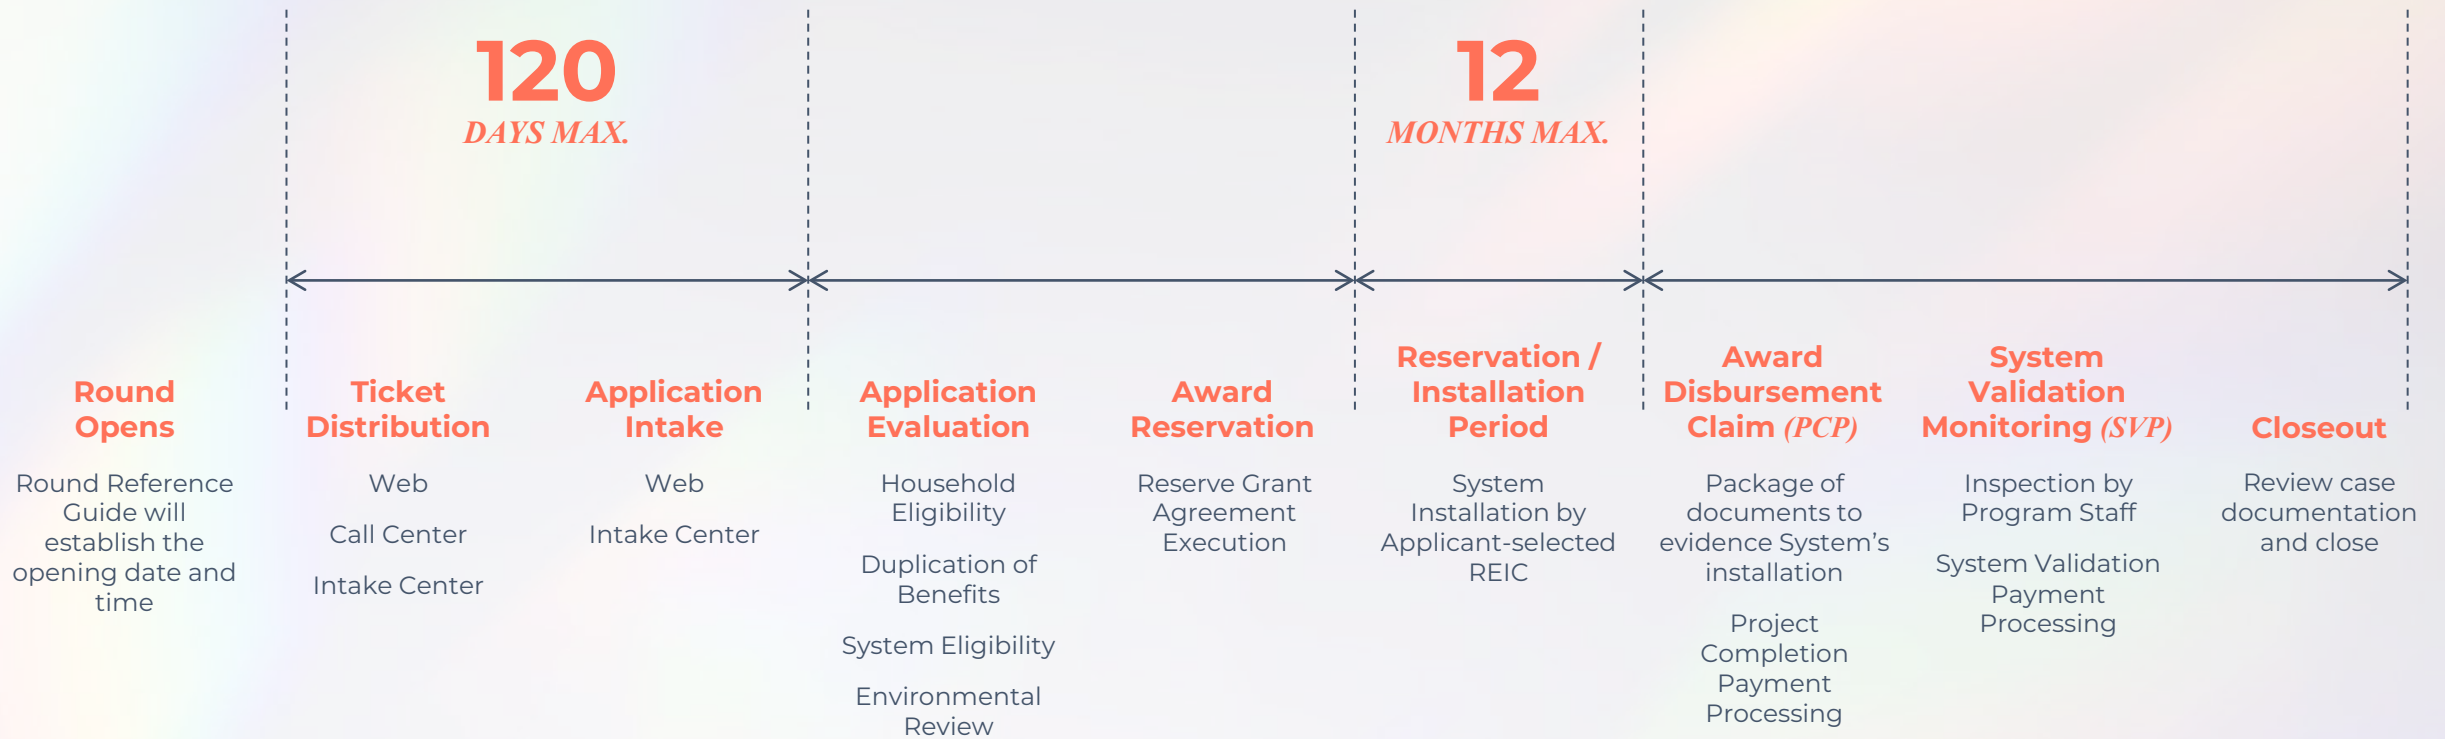 120
DAYS MAX.
12
MONTHS MAX.
Round
Opens
Round Reference
Guide will
establish the
opening date and
time
Ticket
Distribution
Web
Call Center
Intake Center
Application
Intake
Web
Intake Center
Application
Evaluation
Household
Eligibility
Duplication of
Benefits
System Eligibility
Environmental
Review
Award
Reservation
Reserve Grant
Agreement
Execution
Reservation /
Installation
Period
System
Installation by
Applicant-selected
REIC
Award
Disbursement
Claim (PCP)
Package of
documents to
evidence System’s
installation
Project
Completion
Payment
Processing
System
Validation
Monitoring (SVP)
Inspection by
Program Staff
System Validation
Payment
Processing
Closeout
Review case
documentation
and close